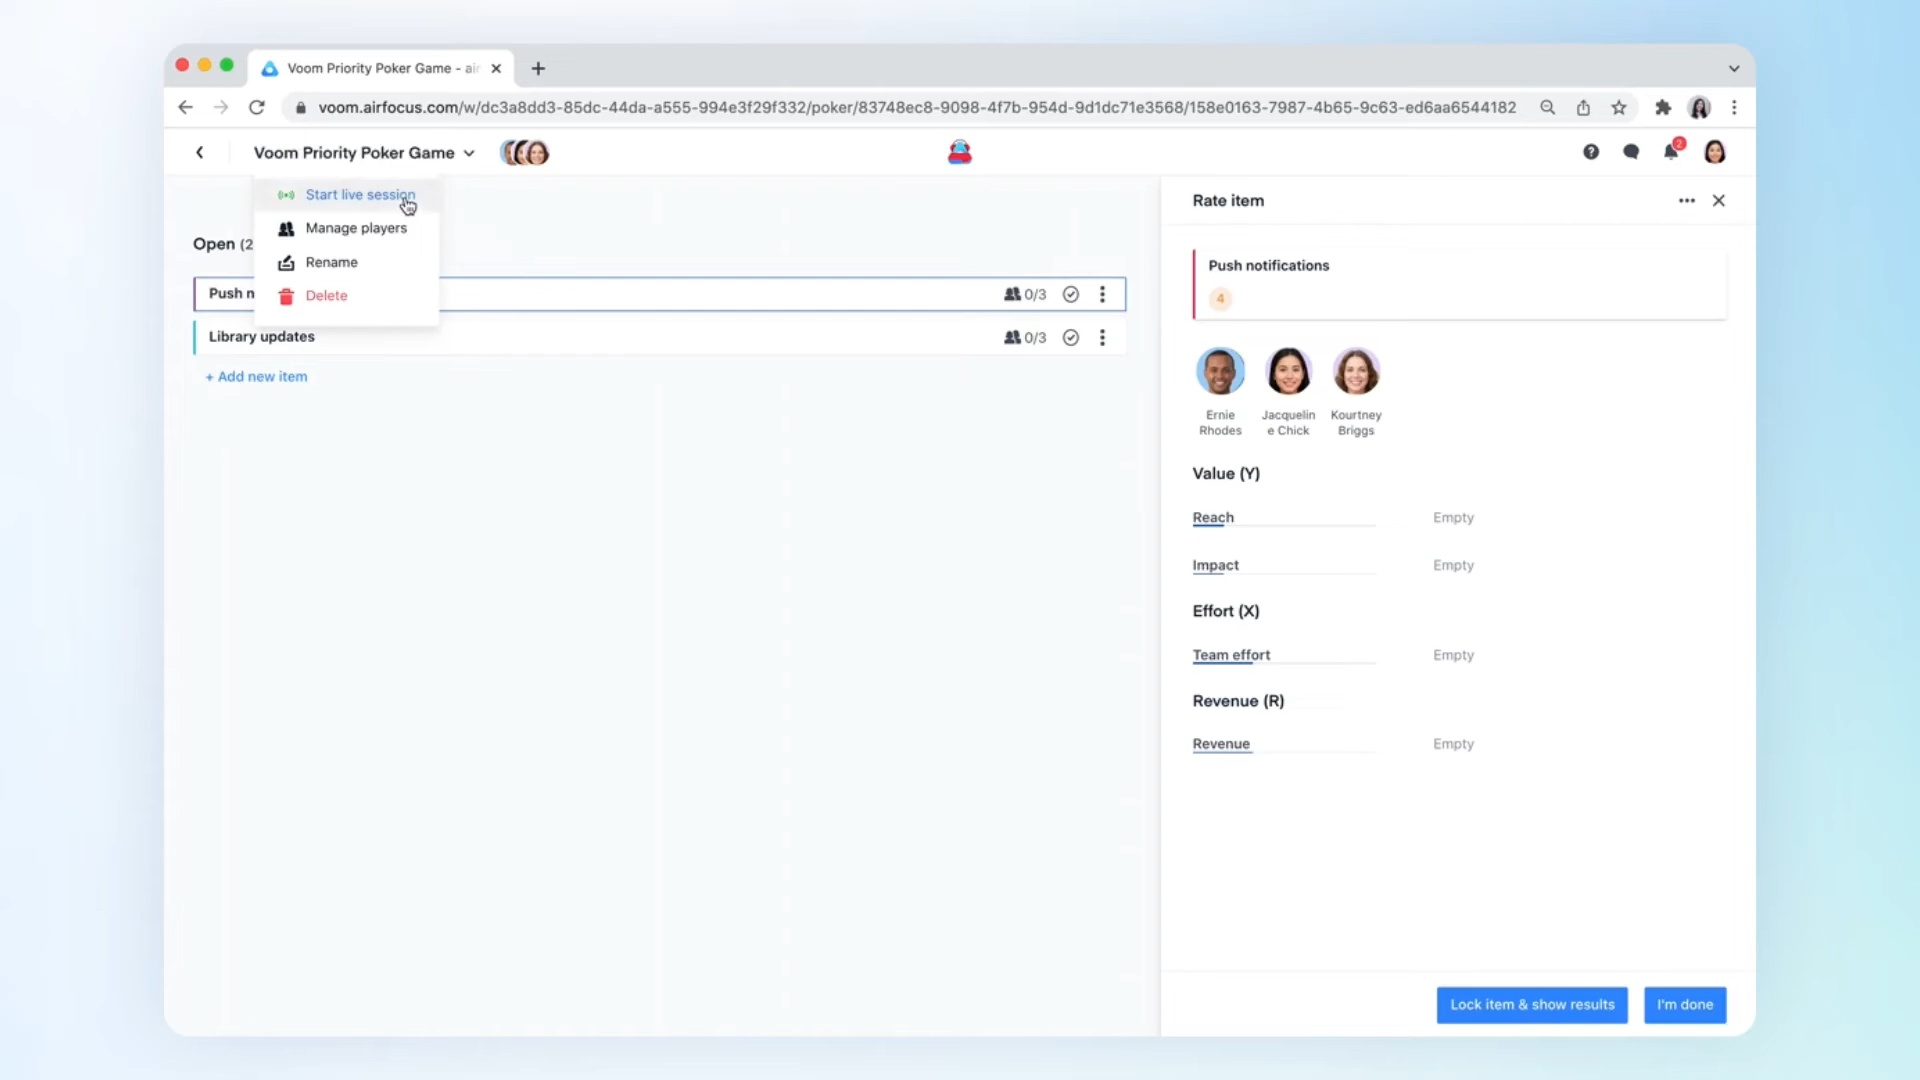 Voom Priority Poker Game - air
voom.airfocus.com/w/dc3a8dd3-85dc-44da-a555-994e3f29f332/poker/83748ec8-9098-4f7b-954d-9d1dc71e3568/158e0163-7987-4b65-9c63-ed6aa6544182
Voom Priority Poker Game
2
Start live session
Manage players
Rename
Delete
Open (2
Push n
0/3
Library updates
0/3
+ Add new item
Rate item
Push notifications
4
Ernie
Rhodes
Jacquelin
e Chick
Kourtney
Briggs
Value (Y)
Reach
Empty
Impact
Empty
Effort (X)
Team effort
Empty
Revenue (R)
Revenue
Empty
Lock item & show results
I'm done